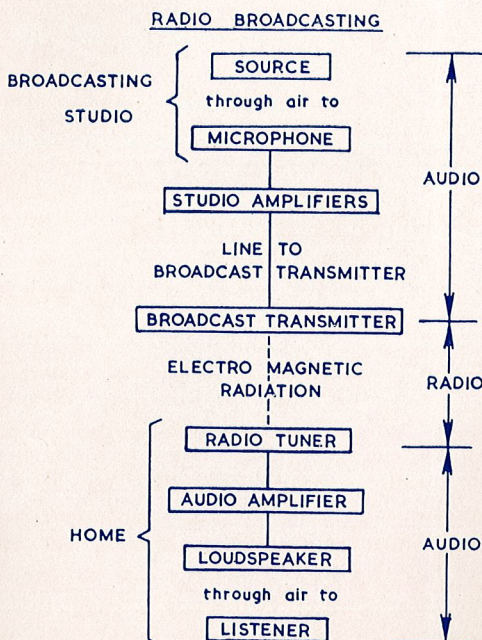 RADIO BROADCASTING
BROADCASTING
STUDIO
SOURCE
through air to
MICROPHONE
AUDIO
STUDIO AMPLIFIERS
LINE TO
BROADCAST TRANSMITTER
BROADCAST TRANSMITTER
ELECTRO MAGNETIC
RADIATION
RADIO
RADIO TUNER
AUDIO AMPLIFIER
HOME
AUDIO
LOUDSPEAKER
through air to
LISTENER